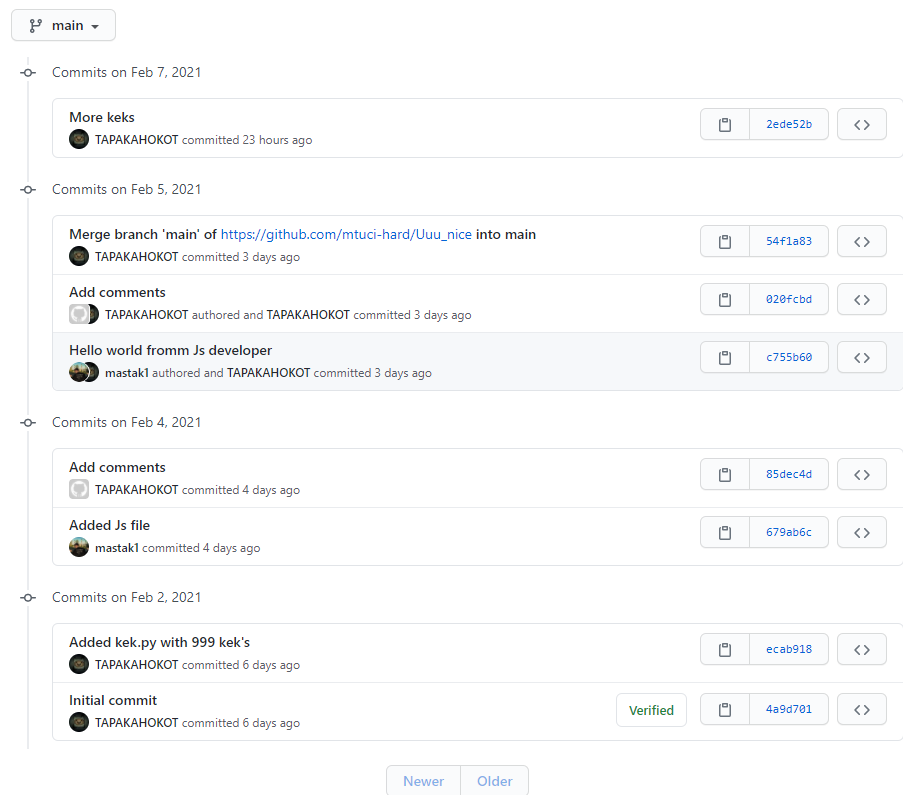 main
Commits on Feb 7, 2021
More keks
2ede52b
TAPAKAHOKOT committed 23 hours ago
Commits on Feb 5, 2021
Merge branch 'main' of https://github.com/mtuci-hard/Uuu_nice into main
54f1a83
TAPAKAHOKOT committed 3 days ago
Add comments
020fcbd
TAPAKAHOKOT authored and TAPAKAHOKOT committed 3 days ago
Hello world fromm Js developer
c755b60
mastak1 authored and TAPAKAHOKOT committed 3 days ago
Commits on Feb 4, 2021
Add comments
85dec4d
TAPAKAHOKOT committed 4 days ago
Added Js file
679ab6c
mastak1 committed 4 days ago
Commits on Feb 2, 2021
Added kek.py with 999 kek's
ecab918
TAPAKAHOKOT committed 6 days ago
Initial commit
Verified
4a9d701
TAPAKAHOKOT committed 6 days ago
Newer
Older